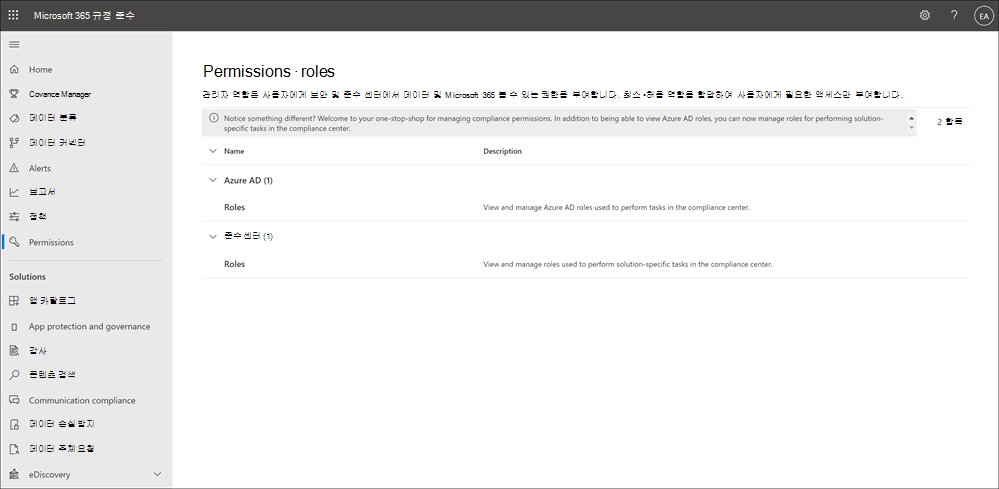 Microsoft 365 규정 준수
?
EA
Home
Covance Manager
데이터 분류
데이터 커넥터
Alerts
보고서
정책
Permissions
Solutions
앱 카탈로그
App protection and governance
감사
콘텐츠 검색
Communication compliance
데이터 손실 방지
데이터 주체 요청
eDiscovery
Permissions · roles
관리자 역할은 사용자에게 보안 및 준수 센터에서 데이터 및 Microsoft 365 볼 수 있는 권한을 부여합니다. 최소 허용 역할을 할당하여 사용자에게 필요한 액세스만 부여합니다.
Notice something different? Welcome to your one-stop-shop for managing compliance permissions. In addition to being able to view Azure AD roles, you can now manage roles for performing solution-
specific tasks in the compliance center.
2 항목
Name Description
Azure AD (1)
Roles View and manage Azure AD roles used to perform tasks in the compliance center.
준수 센터 (1)
Roles View and manage roles used to perform solution-specific tasks in the compliance center.